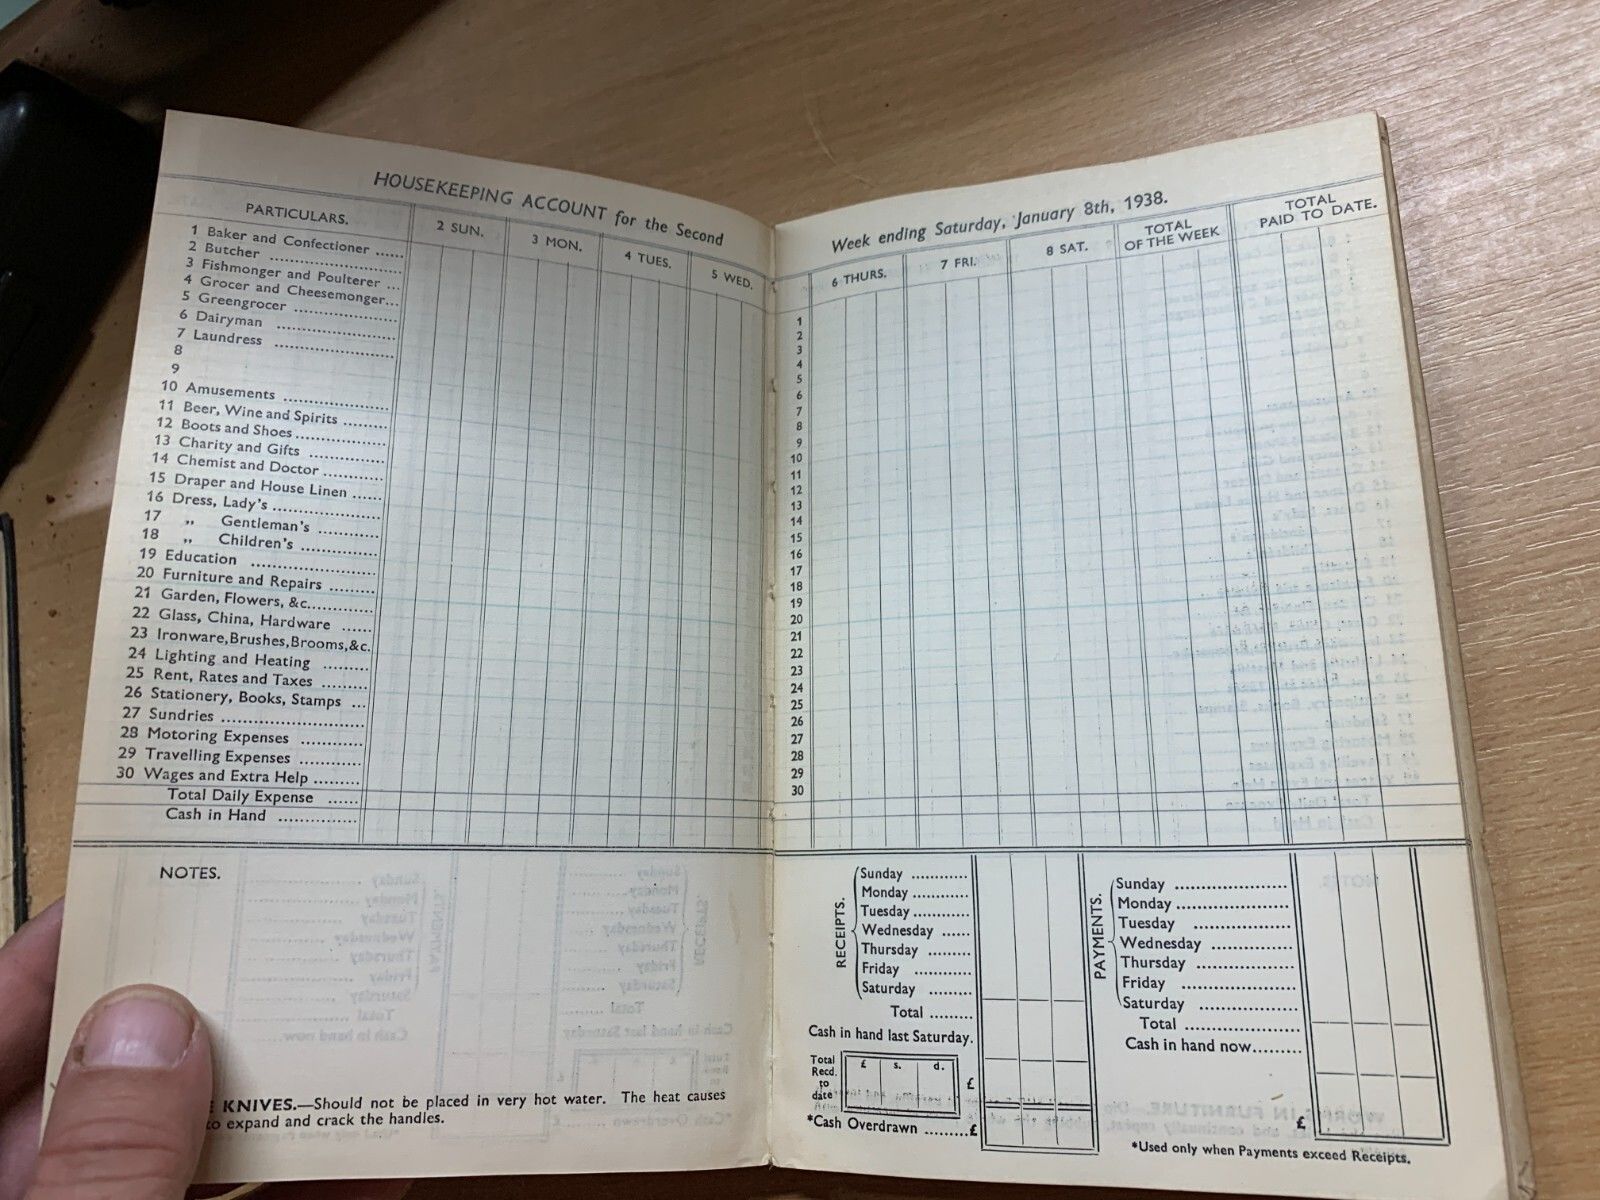 HOUSEKEEPING ACCOUNT for the Second
PARTICULARS.
2 SUN.
3 MON.
4 TUES.
5 WED.
1 Baker and Confectioner ......
2 Butcher ....................
3 Fishmonger and Poulterer ...
4 Grocer and Cheesemonger...
5 Greengrocer ..................
6 Dairyman ....................
7 Laundress ....................
8
9
10 Amusements ..................
11 Beer, Wine and Spirits ........
12 Boots and Shoes................
13 Charity and Gifts .............
14 Chemist and Doctor ...........
15 Draper and House Linen ......
16 Dress, Lady's ...................
17 „ Gentleman's ............
18 „ Children's ...............
19 Education .....................
20 Furniture and Repairs .........
21 Garden, Flowers, &c............
22 Glass, China, Hardware ......
23 Ironware,Brushes,Brooms,&c.
24 Lighting and Heating .........
25 Rent, Rates and Taxes .........
26 Stationery, Books, Stamps ...
27 Sundries .......................
28 Motoring Expenses ............
29 Travelling Expenses ............
30 Wages and Extra Help .........
Total Daily Expense ......
Cash in Hand ...............
NOTES.
KNIVES.—Should not be placed in very hot water. The heat causes
to expand and crack the handles.
Week ending Saturday, January 8th, 1938.
6 THURS.
7 FRI.
8 SAT.
TOTAL
OF THE WEEK
TOTAL
PAID TO DATE.
1
2
3
4
5
6
7
8
9
10
11
12
13
14
15
16
17
18
19
20
21
22
23
24
25
26
27
28
29
30
RECEIPTS.
Sunday ............
Monday ...........
Tuesday ...........
Wednesday ......
Thursday .........
Friday ............
Saturday .........
Total .........
Cash in hand last Saturday.
Total
Recd.
to
date
£ s. d.
£
*Cash Overdrawn .........£
PAYMENTS.
Sunday .......................
Monday ......................
Tuesday .....................
Wednesday .................
Thursday ...................
Friday .......................
Saturday ...................
Total .......................
Cash in hand now.........
£
*Used only when Payments exceed Receipts.